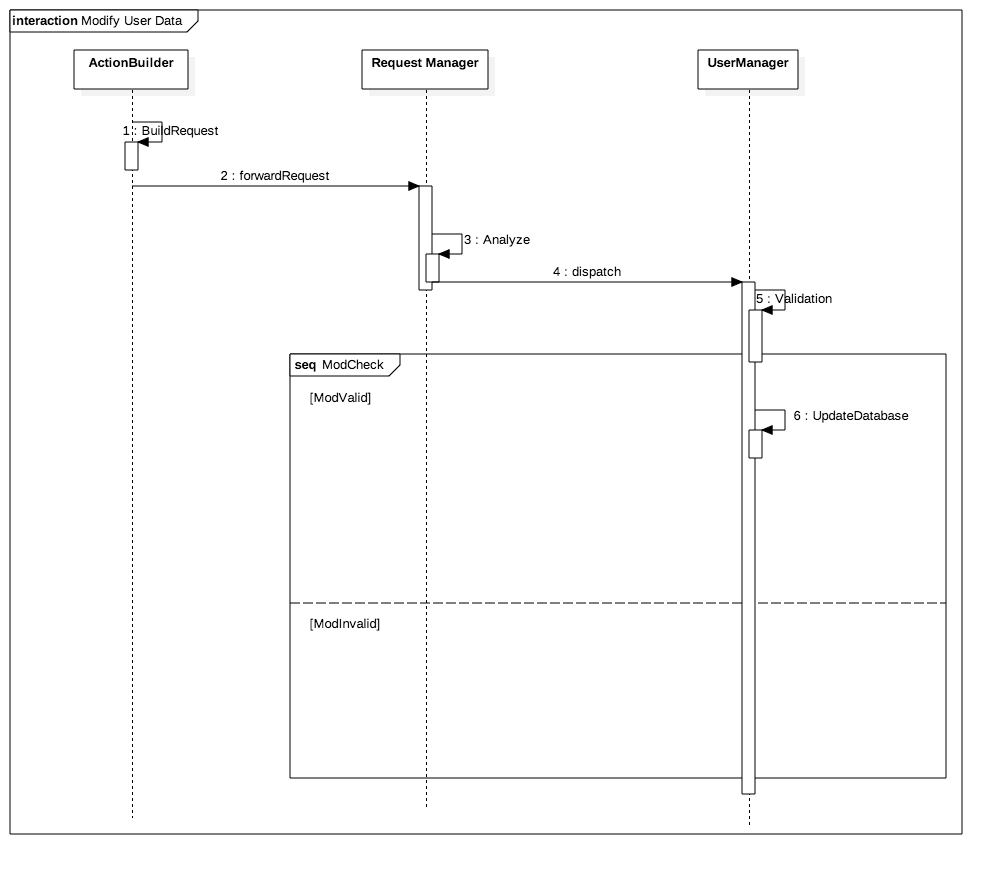 interaction Modify User Data
ActionBuilder
Request Manager
UserManager
1 : BuildRequest
2 : forwardRequest
3 : Analyze
4 : dispatch
5 : Validation
seq ModCheck
[ModValid]
6 : UpdateDatabase
[ModInvalid]